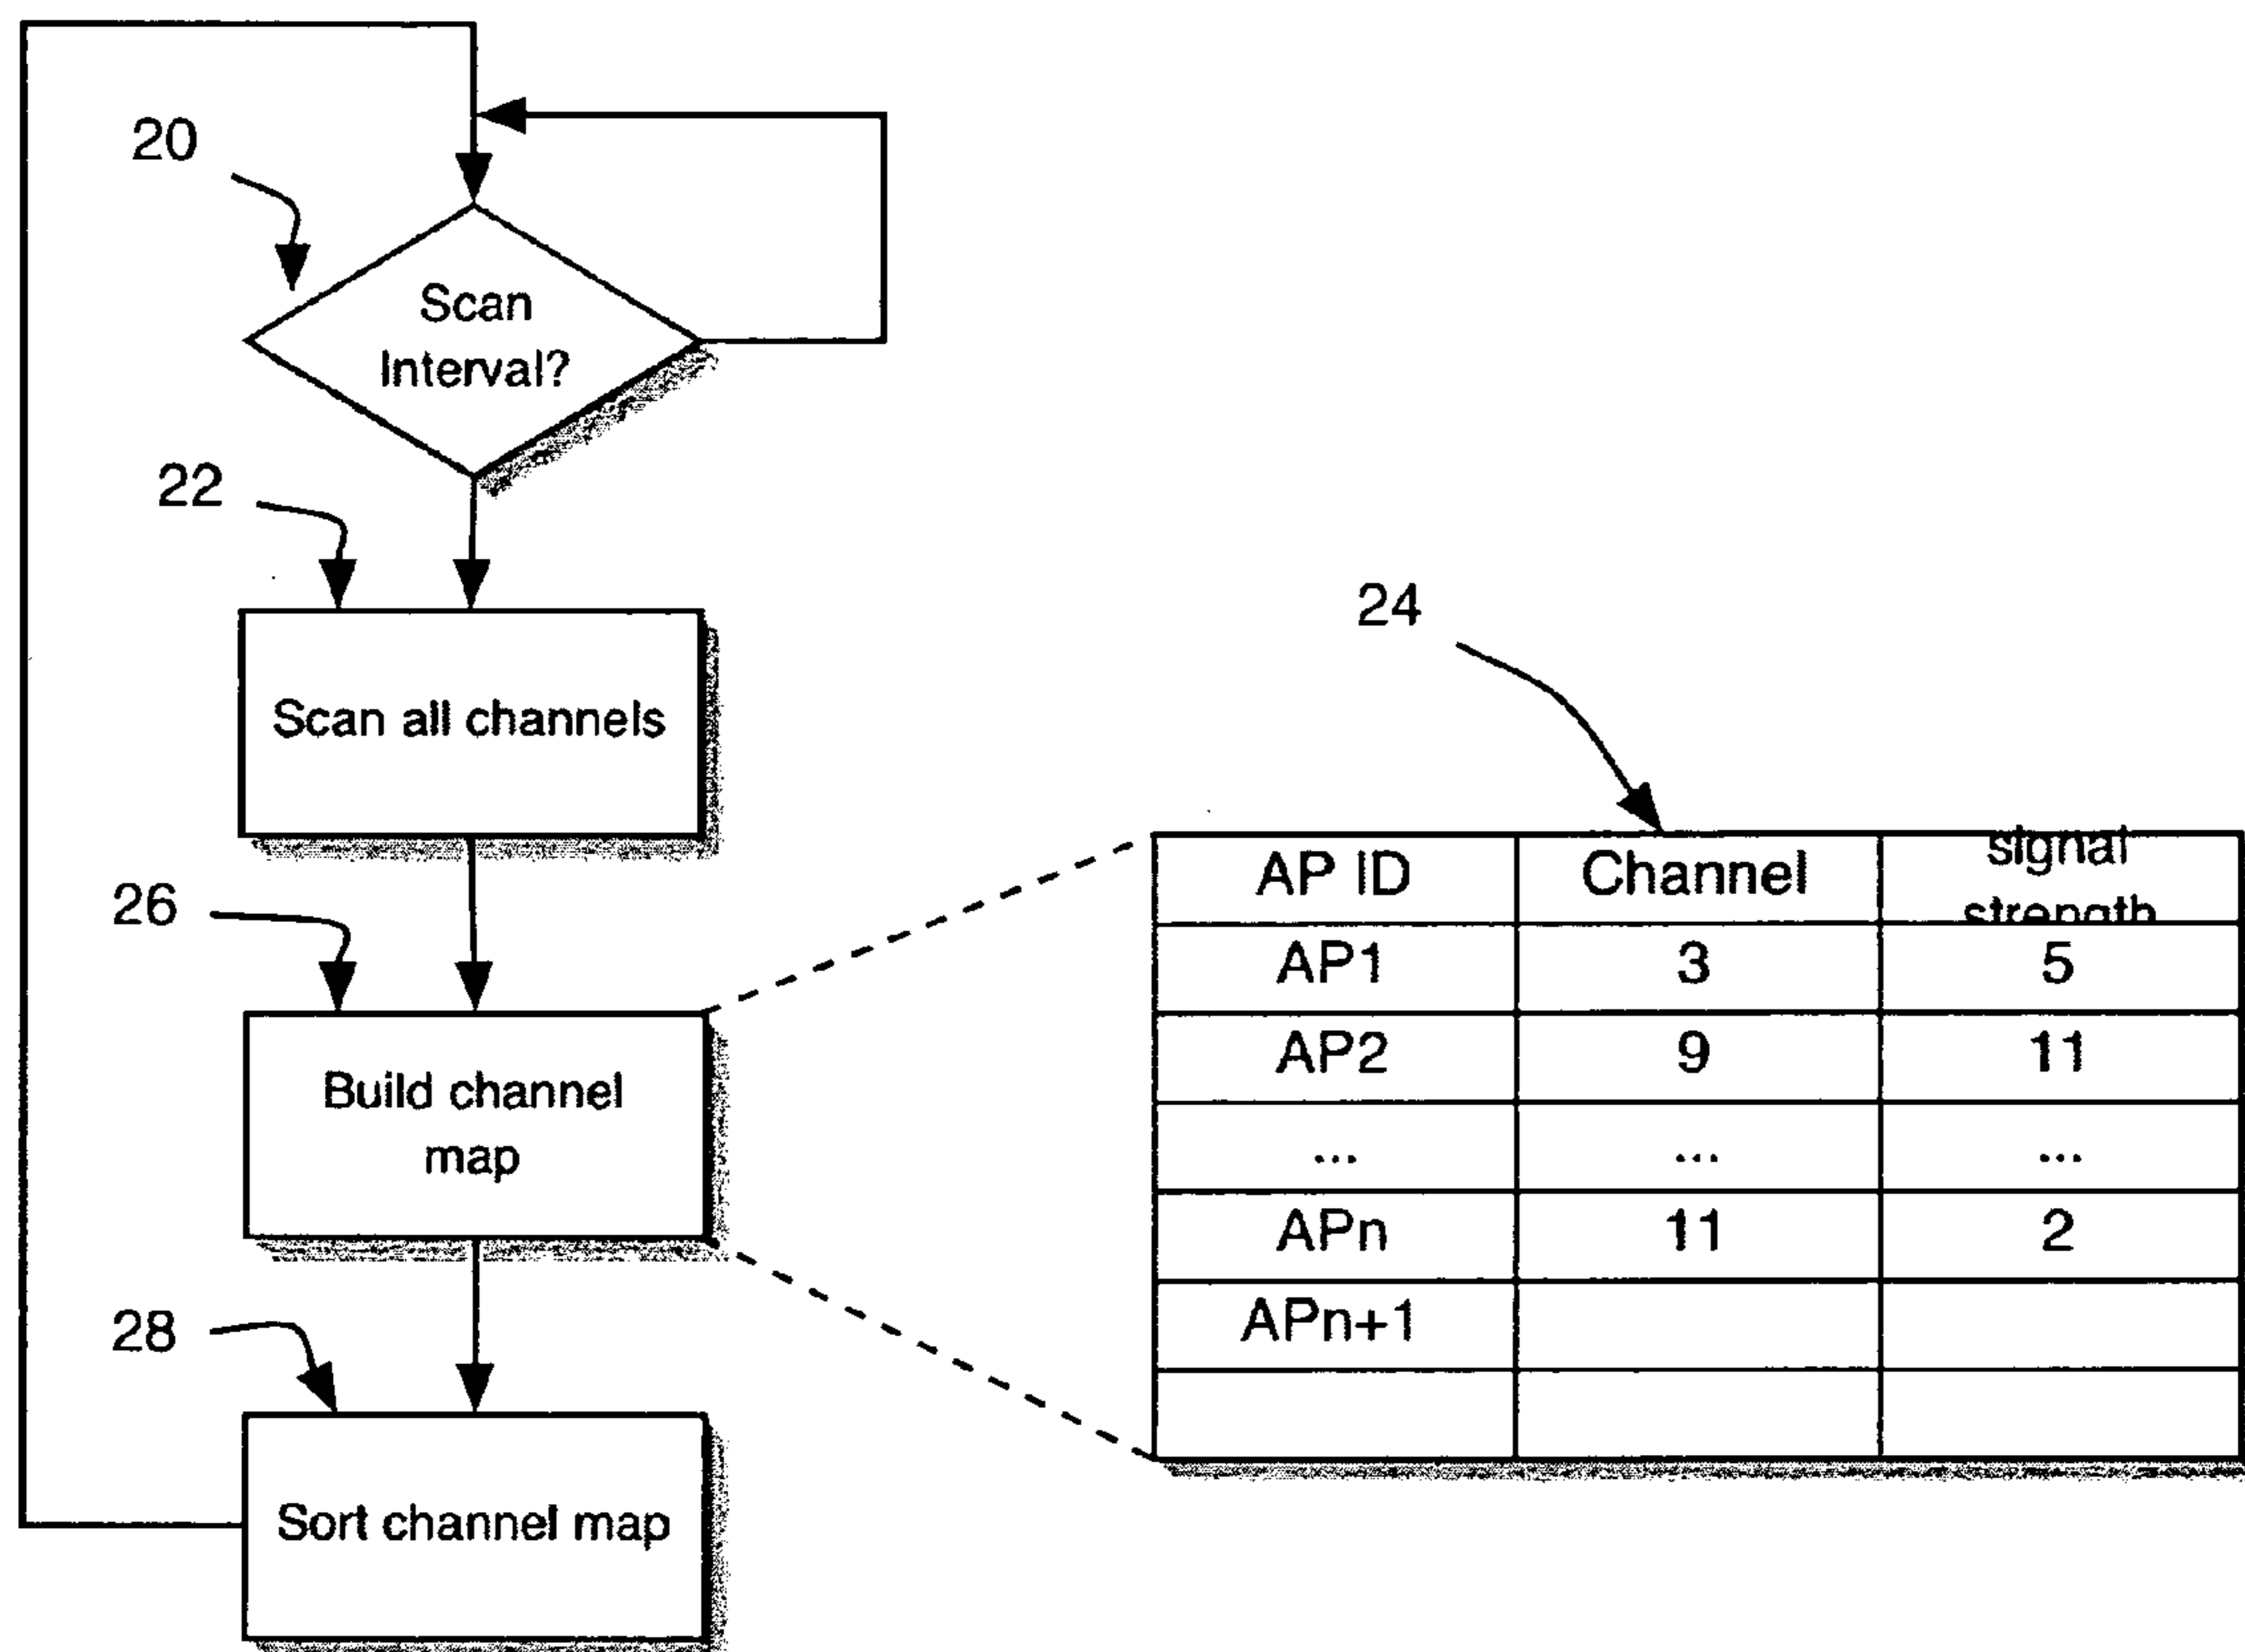 20
Scan
Interval?
22
Scan all channels
24
26
Build channel
map
28
Sort channel map
AP ID Channel signal strength
AP1 3 5
AP2 9 11
... ... ...
APn 11 2
APn+1